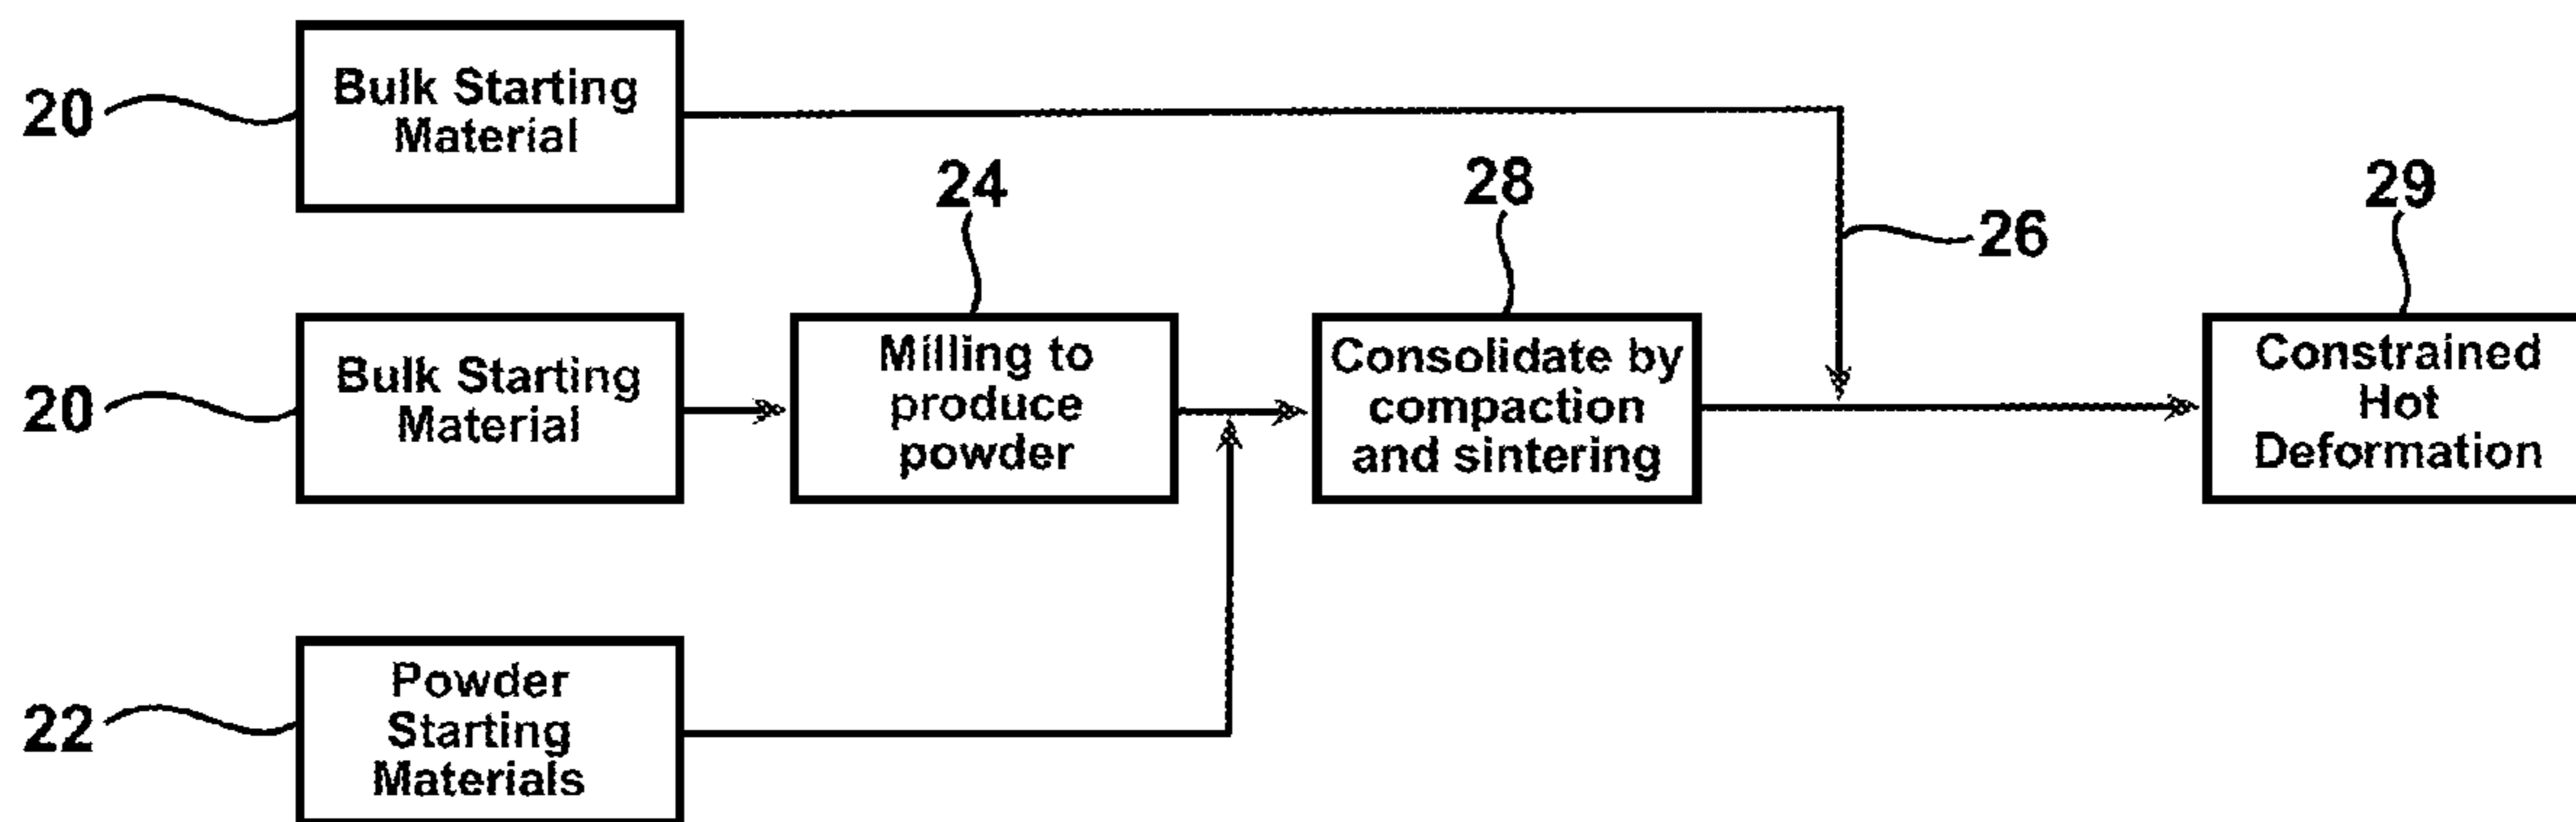 20
Bulk Starting
Material
24
28
26
29
20
Bulk Starting
Material
Milling to
produce
powder
Consolidate by
compaction
and sintering
Constrained
Hot
Deformation
22
Powder
Starting
Materials